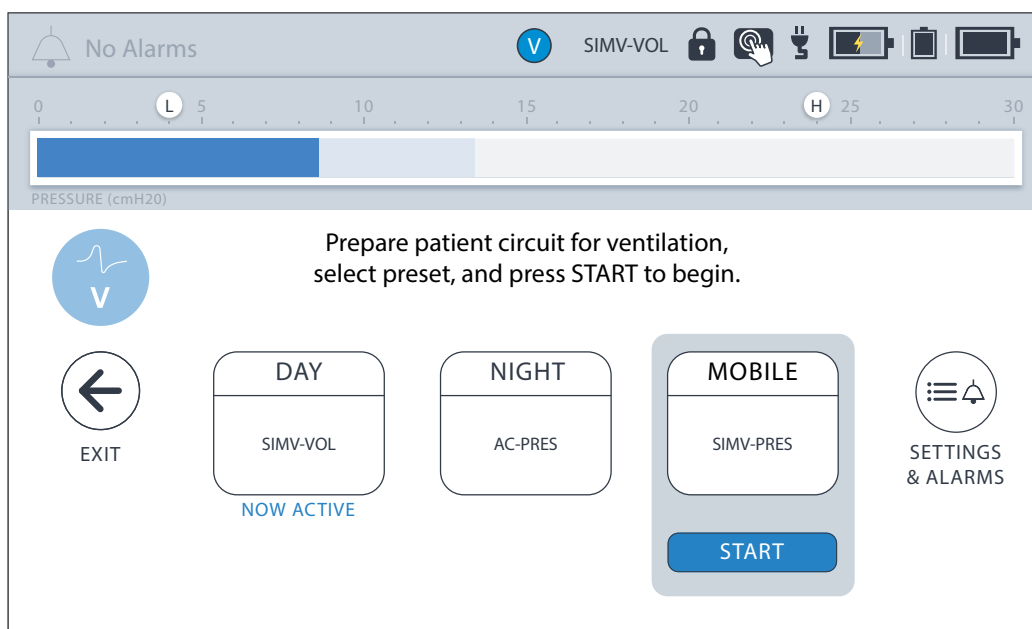 No Alarms
V SIMV-VOL
0 L 5 10 15 20 H 25 30
PRESSURE (cmH20)
Prepare patient circuit for ventilation,
select preset, and press START to begin.
V
EXIT
DAY
SIMV-VOL
NOW ACTIVE
NIGHT
AC-PRES
MOBILE
SIMV-PRES
START
SETTINGS
& ALARMS